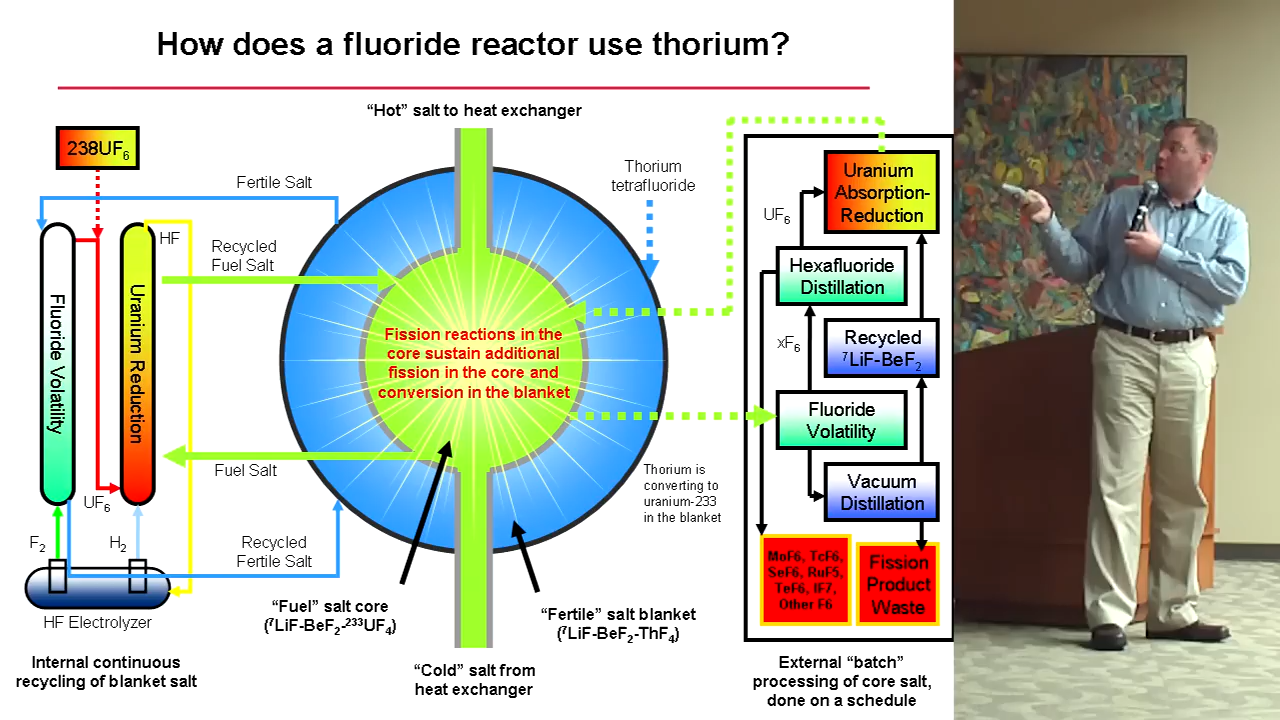 How does a fluoride reactor use thorium?
“Hot” salt to heat exchanger
238UF6
Fertile Salt
Thorium
tetrafluoride
HF
Recycled
Fuel Salt
Fluoride Volatility
Uranium Reduction
Fission reactions in the
core sustain additional
fission in the core and
conversion in the blanket
Fuel Salt
UF6
F2
H2
Recycled
Fertile Salt
HF Electrolyzer
Internal continuous
recycling of blanket salt
“Fuel” salt core
(7LiF-BeF2-233UF4)
“Cold” salt from
heat exchanger
“Fertile” salt blanket
(7LiF-BeF2-ThF4)
Thorium is
converting to
uranium-233
in the blanket
Uranium
Absorption-
Reduction
UF6
Hexafluoride
Distillation
xF6
Recycled
7LiF-BeF2
Fluoride
Volatility
Vacuum
Distillation
MoF6, TcF6,
SeF6, RuF5,
TeF6, IF7,
Other F6
Fission
Product
Waste
External “batch”
processing of core salt,
done on a schedule